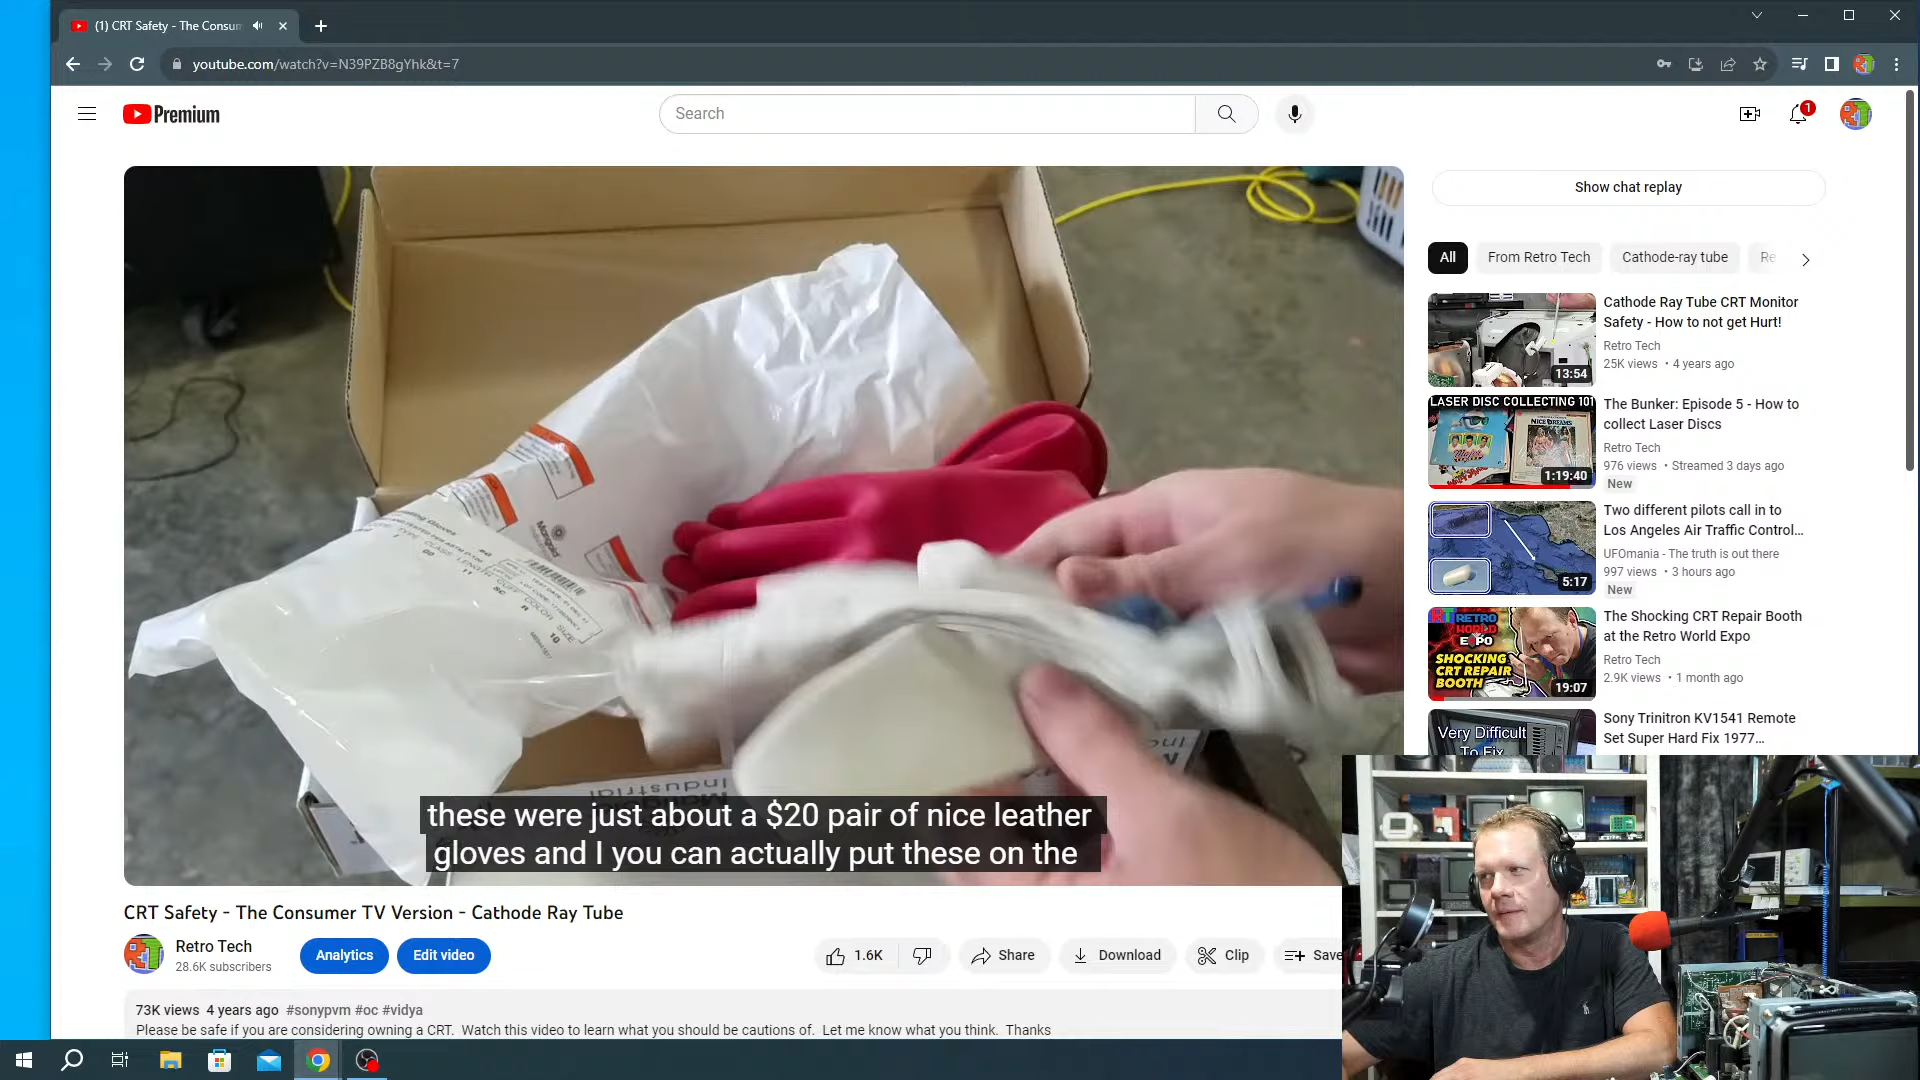 (1) CRT Safety - The Consum
youtube.com/watch?v=N39PZB8gYhk&t=7
Premium
Search
1
Show chat replay
All
From Retro Tech
Cathode-ray tube
Re
these were just about a $20 pair of nice leather
gloves and I you can actually put these on the
CRT Safety - The Consumer TV Version - Cathode Ray Tube
Retro Tech
28.6K subscribers
Analytics
Edit video
1.6K
Share
Download
Clip
Save
73K views 4 years ago #sonypvm #oc #vidya
Please be safe if you are considering owning a CRT. Watch this video to learn what you should be cautions of. Let me know what you think. Thanks
13:54
Cathode Ray Tube CRT Monitor
Safety - How to not get Hurt!
Retro Tech
25K views • 4 years ago
LASER DISC COLLECTING 101
NICE DREAMS
1:19:40
The Bunker: Episode 5 - How to
collect Laser Discs
Retro Tech
976 views • Streamed 3 days ago
New
5:17
Two different pilots call in to
Los Angeles Air Traffic Control...
UFOmania - The truth is out there
997 views • 3 hours ago
New
RETRO
WORLD
EXPO
SHOCKING
CRT REPAIR
BOOTH
19:07
The Shocking CRT Repair Booth
at the Retro World Expo
Retro Tech
2.9K views • 1 month ago
Very Difficult
To Fix
Sony Trinitron KV1541 Remote
Set Super Hard Fix 1977...